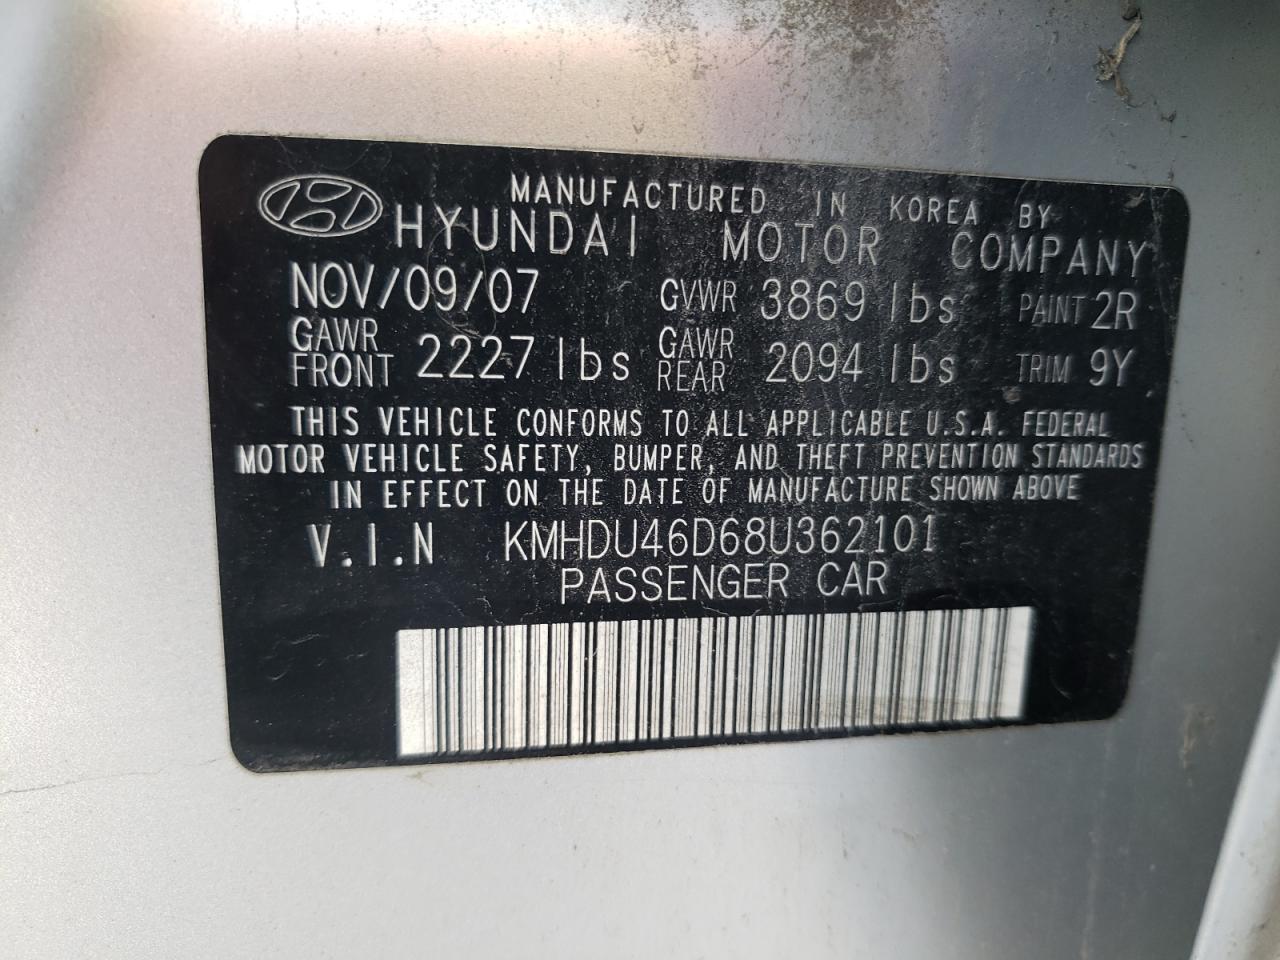 MANUFACTURED IN KOREA BY
HYUNDAI MOTOR COMPANY
NOV/09/07 GVWR 3869 lbs PAINT 2R
GAWR FRONT 2227 lbs GAWR REAR 2094 lbs TRIM 9Y
THIS VEHICLE CONFORMS TO ALL APPLICABLE U.S.A. FEDERAL
MOTOR VEHICLE SAFETY, BUMPER, AND THEFT PREVENTION STANDARDS
IN EFFECT ON THE DATE OF MANUFACTURE SHOWN ABOVE
V.I.N KMHDU46D68U362101
PASSENGER CAR